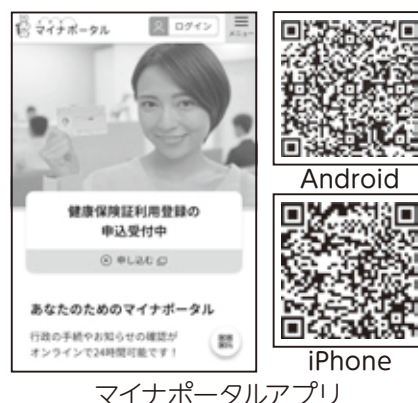 マイナポータル
ログイン
メニュー
健康保険証利用登録の
申込受付中
申し込む
あなたのためのマイナポータル
行政の手続やお知らせの確認が
オンラインで24時間可能です!
Android
iPhone
マイナポータルアプリ